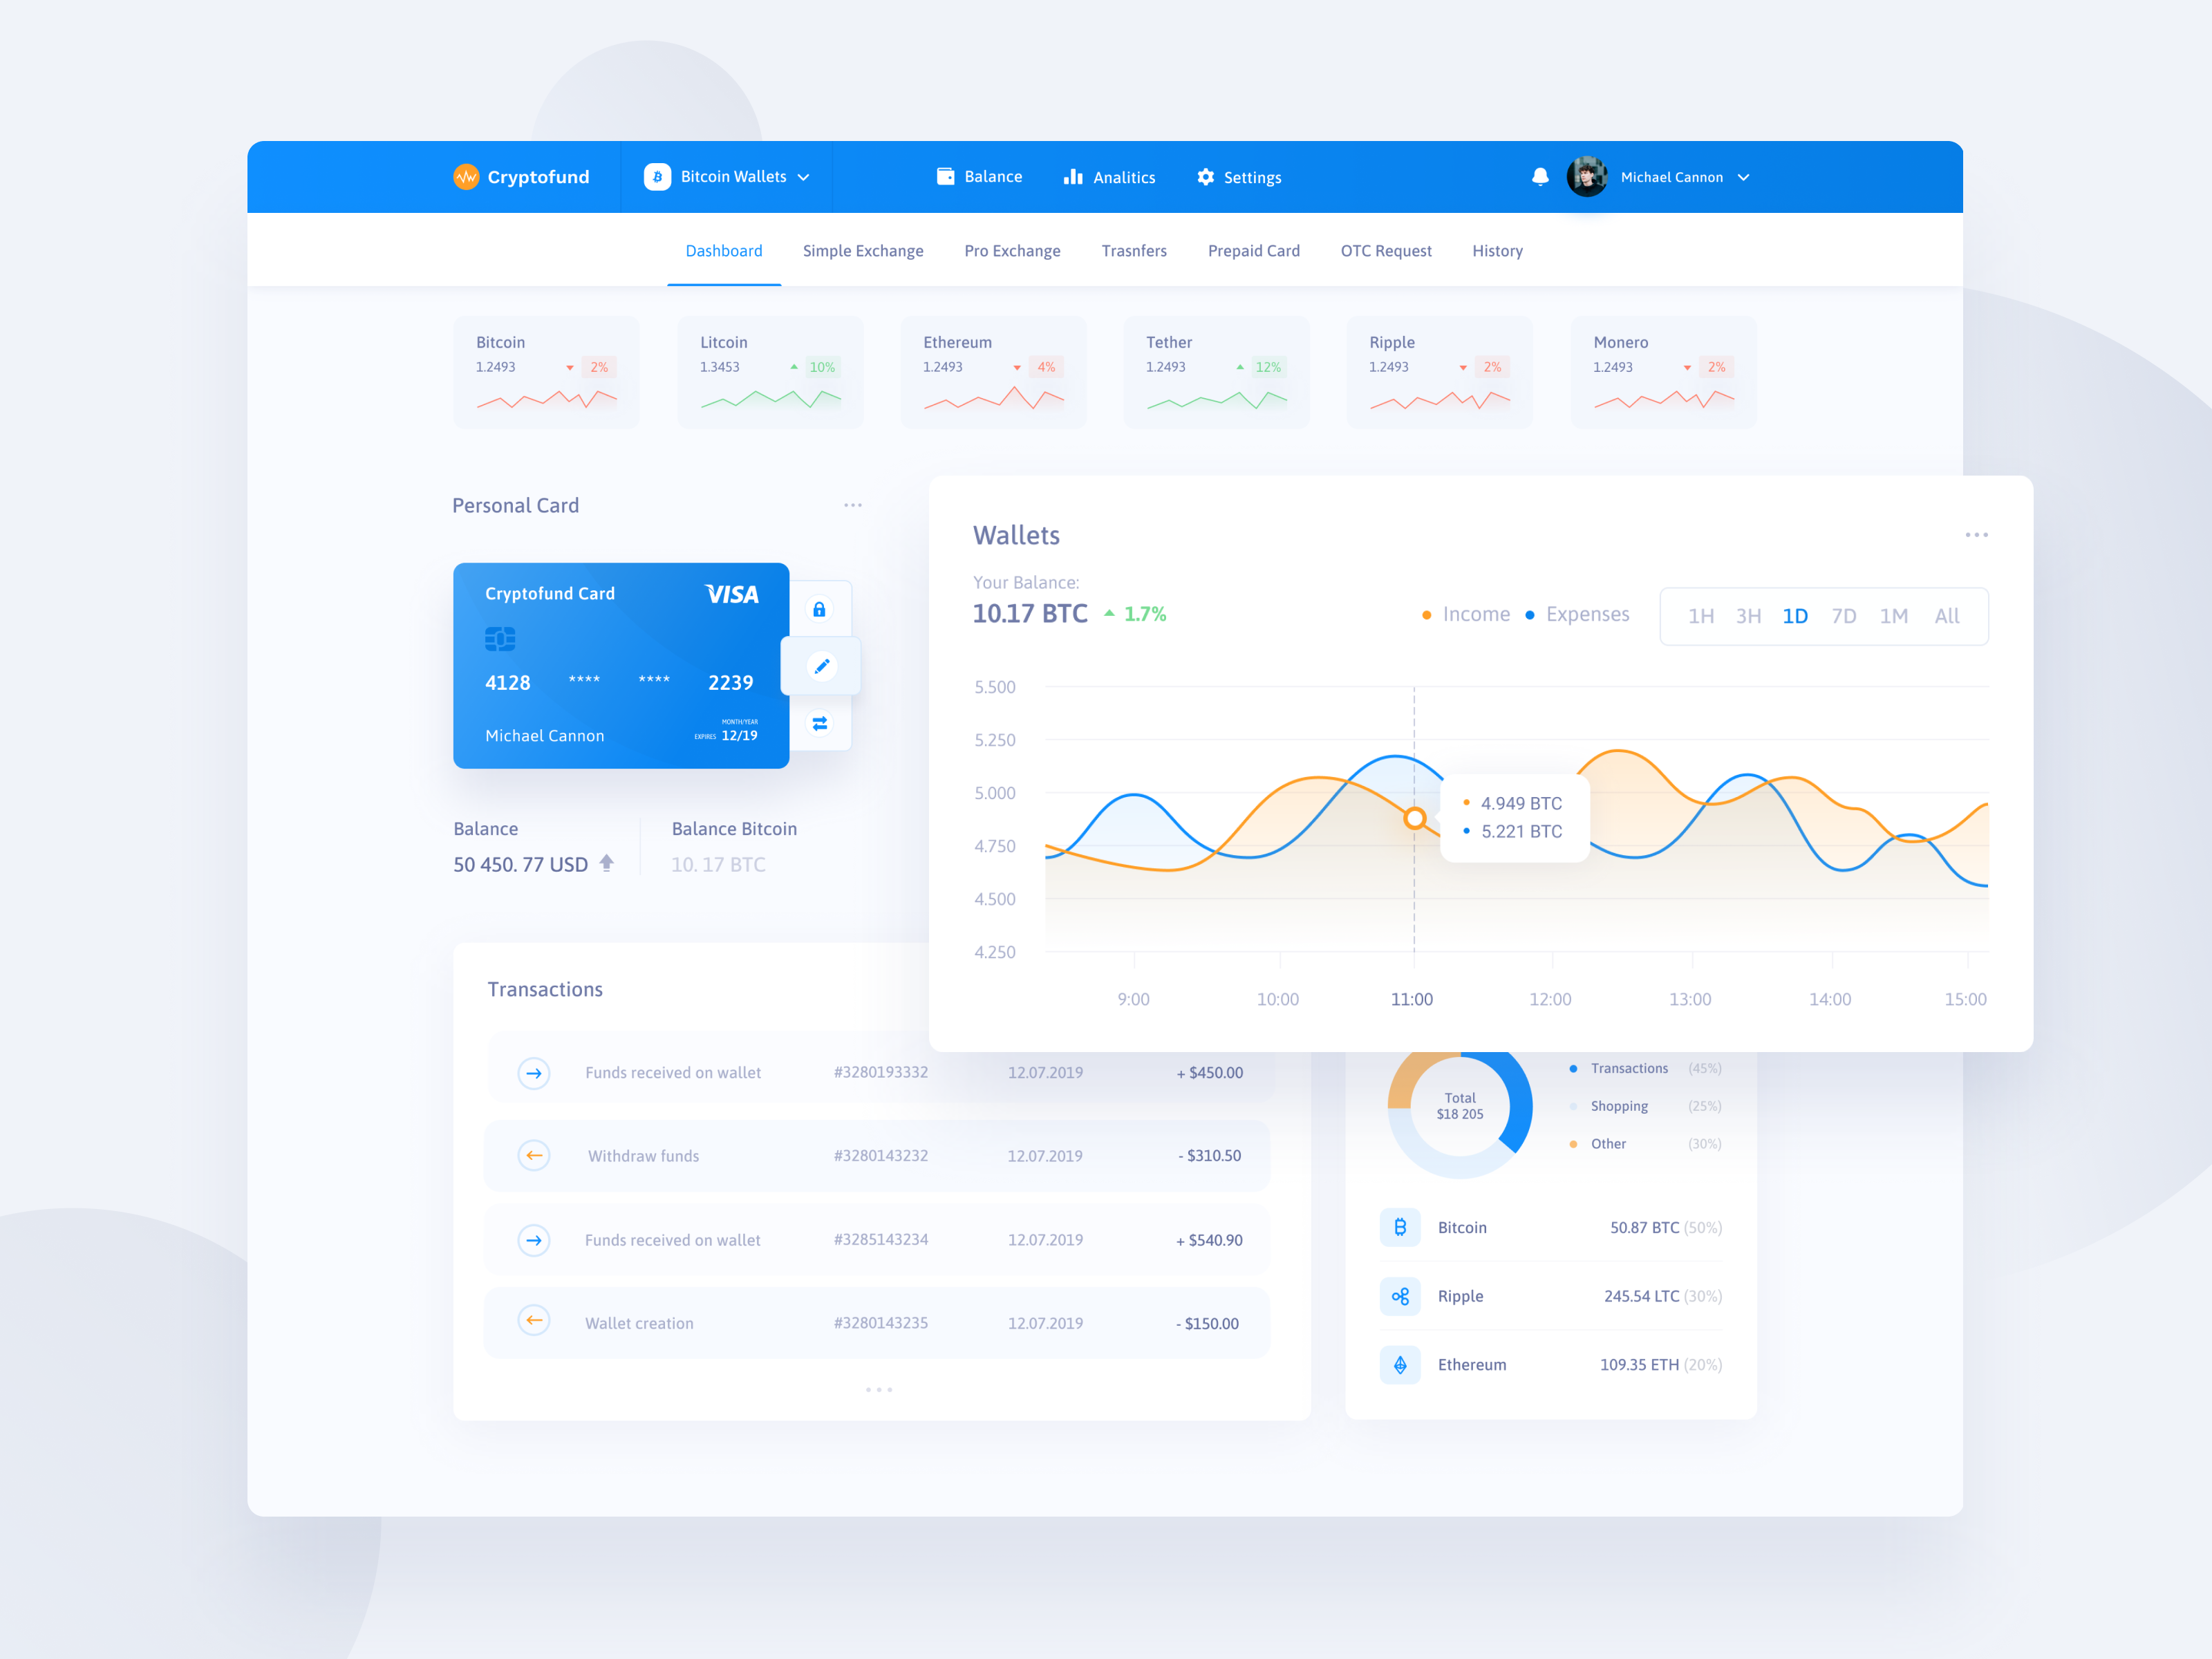 Cryptofund
Bitcoin Wallets
Balance
Analitics
Settings
Michael Cannon
Dashboard
Simple Exchange
Pro Exchange
Trasnfers
Prepaid Card
OTC Request
History
Bitcoin
1.2493
2%
Litcoin
1.3453
10%
Ethereum
1.2493
4%
Tether
1.2493
12%
Ripple
1.2493
2%
Monero
1.2493
2%
Personal Card
Cryptofund Card
VISA
4128 **** **** 2239
MONTH/YEAR
Michael Cannon
EXPIRES 12/19
Balance
50 450. 77 USD
Balance Bitcoin
10. 17 BTC
Wallets
Your Balance:
10.17 BTC
1.7%
Income
Expenses
1H 3H 1D 7D 1M All
5.500
5.250
5.000
4.750
4.500
4.250
4.949 BTC
5.221 BTC
9:00 10:00 11:00 12:00 13:00 14:00 15:00
Transactions
Funds received on wallet #3280193332 12.07.2019 + $450.00
Withdraw funds #3280143232 12.07.2019 - $310.50
Funds received on wallet #3285143234 12.07.2019 + $540.90
Wallet creation #3280143235 12.07.2019 - $150.00
Total
$18 205
Transactions (45%)
Shopping (25%)
Other (30%)
Bitcoin 50.87 BTC (50%)
Ripple 245.54 LTC (30%)
Ethereum 109.35 ETH (20%)